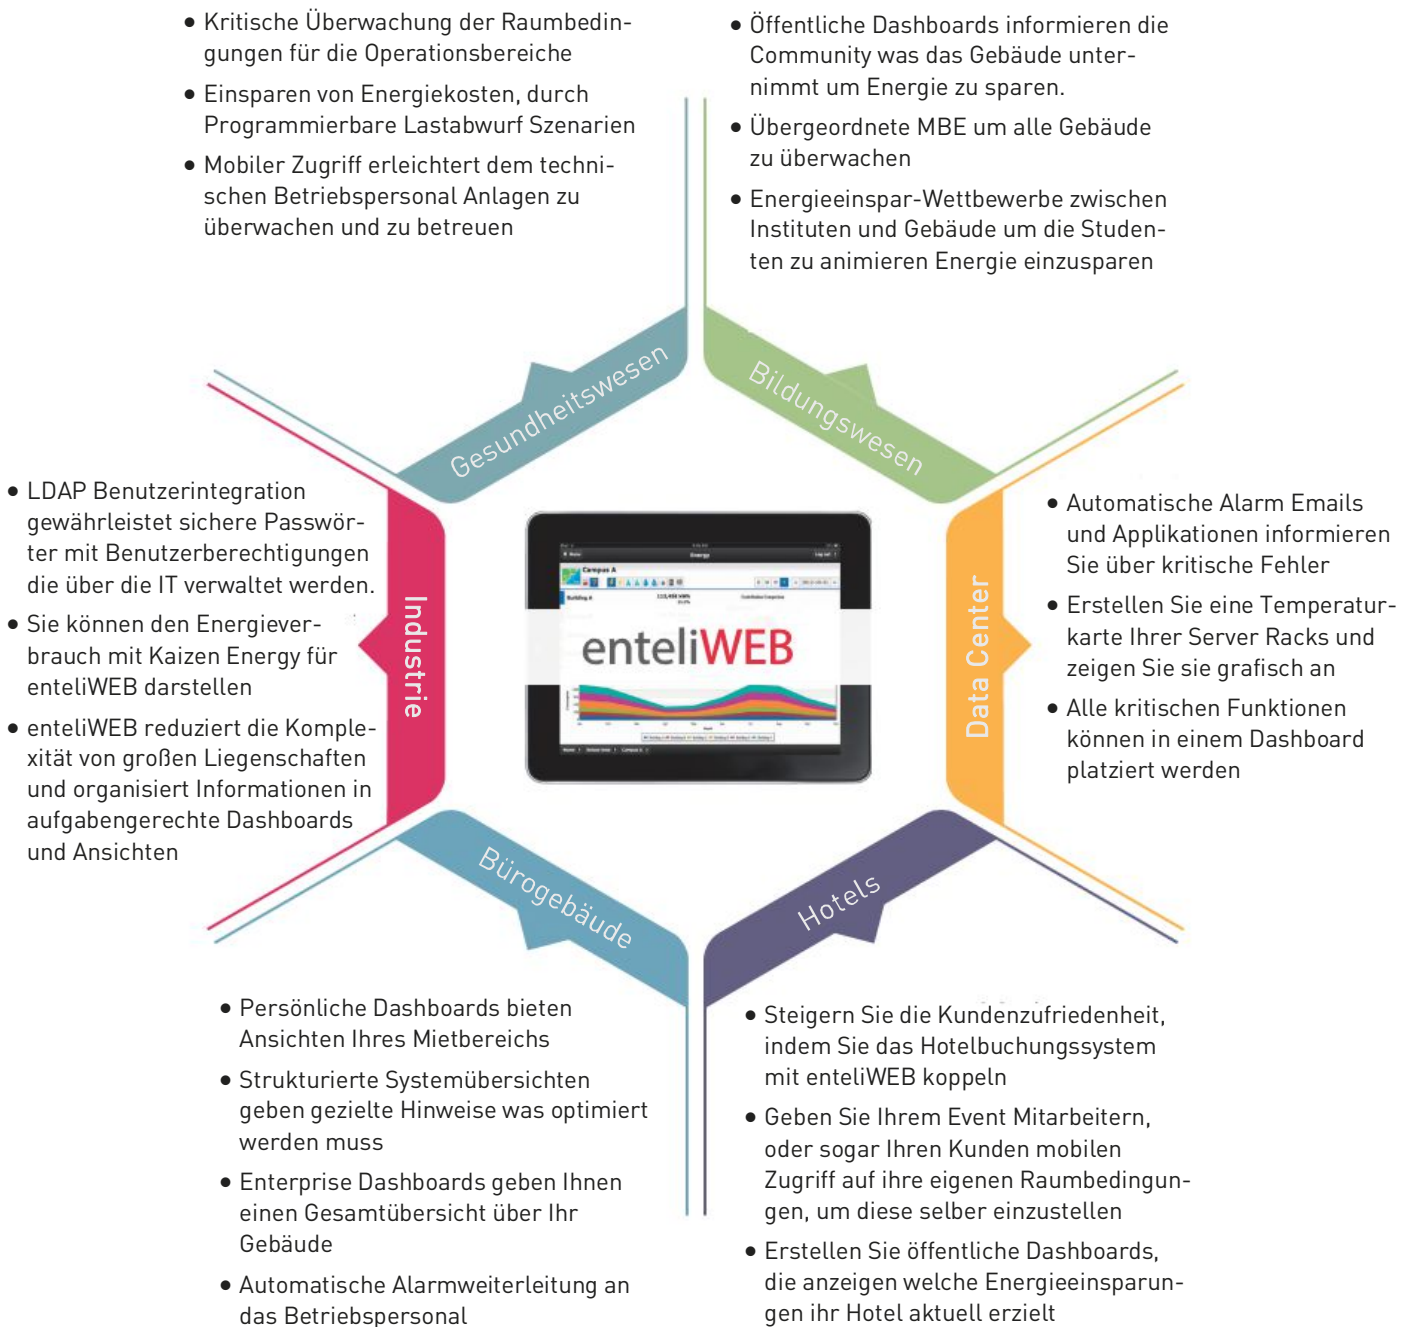 • Kritische Überwachung der Raumbedin-
gungen für die Operationsbereiche
• Einsparen von Energiekosten, durch
Programmierbare Lastabwurf Szenarien
• Mobiler Zugriff erleichtert dem techni-
schen Betriebspersonal Anlagen zu
überwachen und zu betreuen
• Öffentliche Dashboards informieren die
Community was das Gebäude unter-
nimmt um Energie zu sparen.
• Übergeordnete MBE um alle Gebäude
zu überwachen
• Energieeinspar-Wettbewerbe zwischen
Instituten und Gebäude um die Studen-
ten zu animieren Energie einzusparen
Gesundheitswesen
Bildungswesen
• LDAP Benutzerintegration
gewährleistet sichere Passwör-
ter mit Benutzerberechtigungen
die über die IT verwaltet werden.
• Sie können den Energiever-
brauch mit Kaizen Energy für
enteliWEB darstellen
• enteliWEB reduziert die Komple-
xität von großen Liegenschaften
und organisiert Informationen in
aufgabengerechte Dashboards
und Ansichten
Industrie
Energy
Log out
Campus A
Building A
enteliWEB
Data Center
• Automatische Alarm Emails
und Applikationen informieren
Sie über kritische Fehler
• Erstellen Sie eine Temperatur-
karte Ihrer Server Racks und
zeigen Sie sie grafisch an
• Alle kritischen Funktionen
können in einem Dashboard
platziert werden
Bürogebäude
Hotels
• Persönliche Dashboards bieten
Ansichten Ihres Mietbereichs
• Strukturierte Systemübersichten
geben gezielte Hinweise was optimiert
werden muss
• Enterprise Dashboards geben Ihnen
einen Gesamtübersicht über Ihr
Gebäude
• Automatische Alarmweiterleitung an
das Betriebspersonal
• Steigern Sie die Kundenzufriedenheit,
indem Sie das Hotelbuchungssystem
mit enteliWEB koppeln
• Geben Sie Ihrem Event Mitarbeitern,
oder sogar Ihren Kunden mobilen
Zugriff auf ihre eigenen Raumbedingun-
gen, um diese selber einzustellen
• Erstellen Sie öffentliche Dashboards,
die anzeigen welche Energieeinsparun-
gen ihr Hotel aktuell erzielt